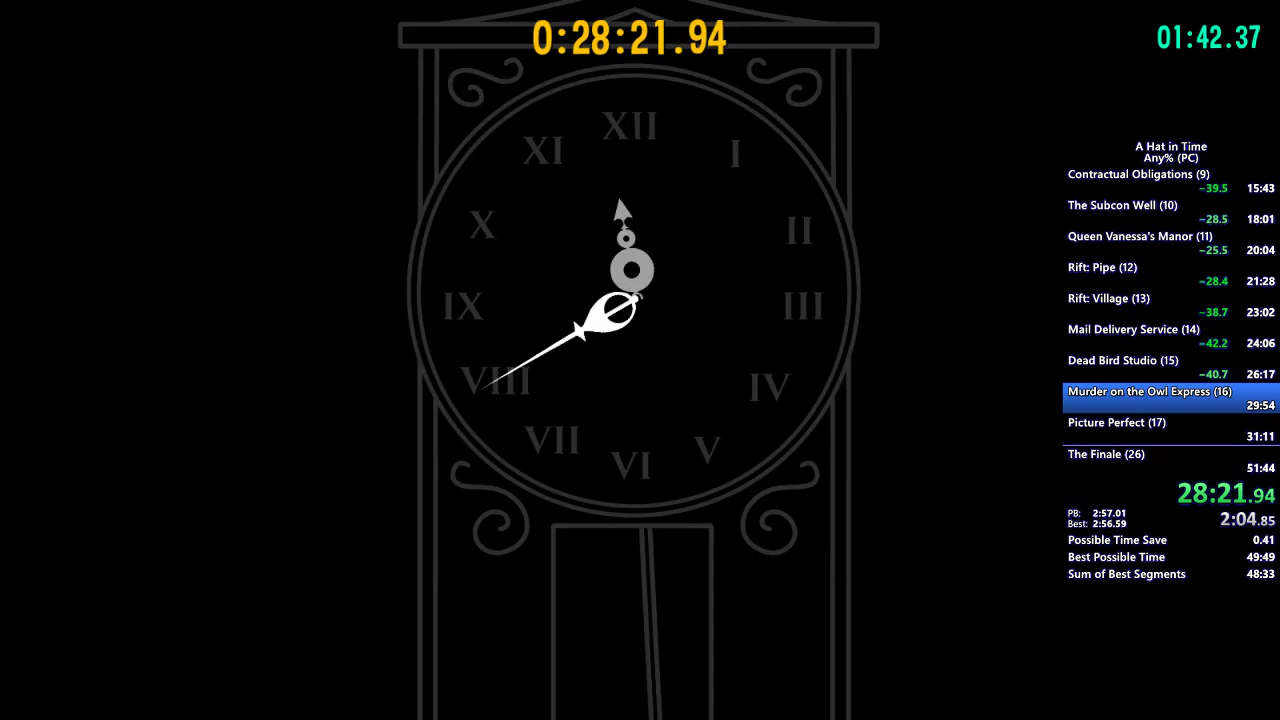 0:28:21.94
01:42.37
XII
XI
I
X
II
IX
III
VIII
IV
VII
V
VI
A Hat in Time
Any% (PC)
Contractual Obligations (9)
-39.5 15:43
The Subcon Well (10)
-28.5 18:01
Queen Vanessa's Manor (11)
-25.5 20:04
Rift: Pipe (12)
-28.4 21:28
Rift: Village (13)
-38.7 23:02
Mail Delivery Service (14)
-42.2 24:06
Dead Bird Studio (15)
-40.7 26:17
Murder on the Owl Express (16)
29:54
Picture Perfect (17)
31:11
The Finale (26)
51:44
28:21.94
PB: 2:57.01
Best: 2:56.59
2:04.85
Possible Time Save 0.41
Best Possible Time 49:49
Sum of Best Segments 48:33